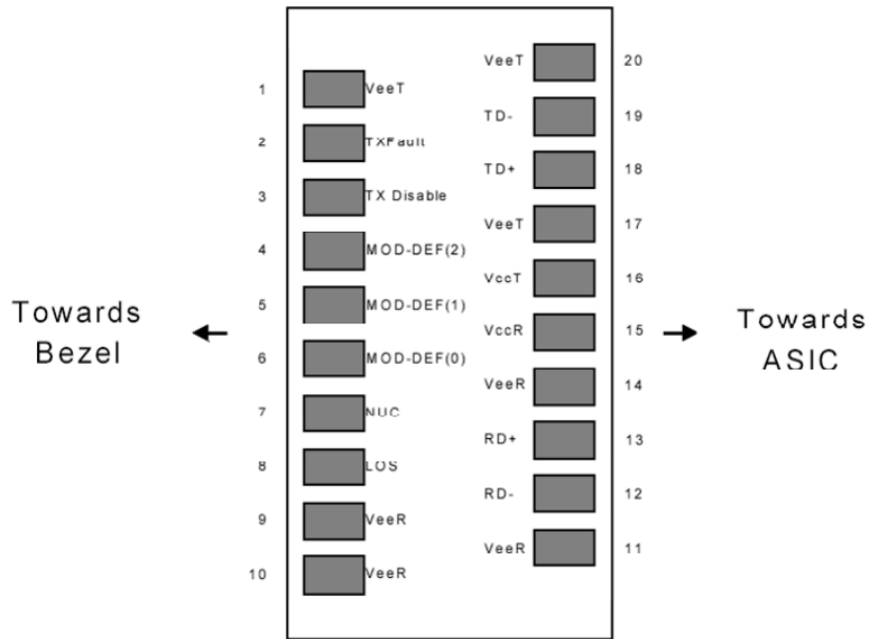 1 VeeT
2 TXFault
3 TX Disable
4 MOD-DEF(2)
5 MOD-DEF(1)
6 MOD-DEF(0)
7 NUC
8 LOS
9 VeeR
10 VeeR
Towards
Bezel
VeeT 20
TD- 19
TD+ 18
VeeT 17
VccT 16
VccR 15
VeeR 14
RD+ 13
RD- 12
VeeR 11
Towards
ASIC